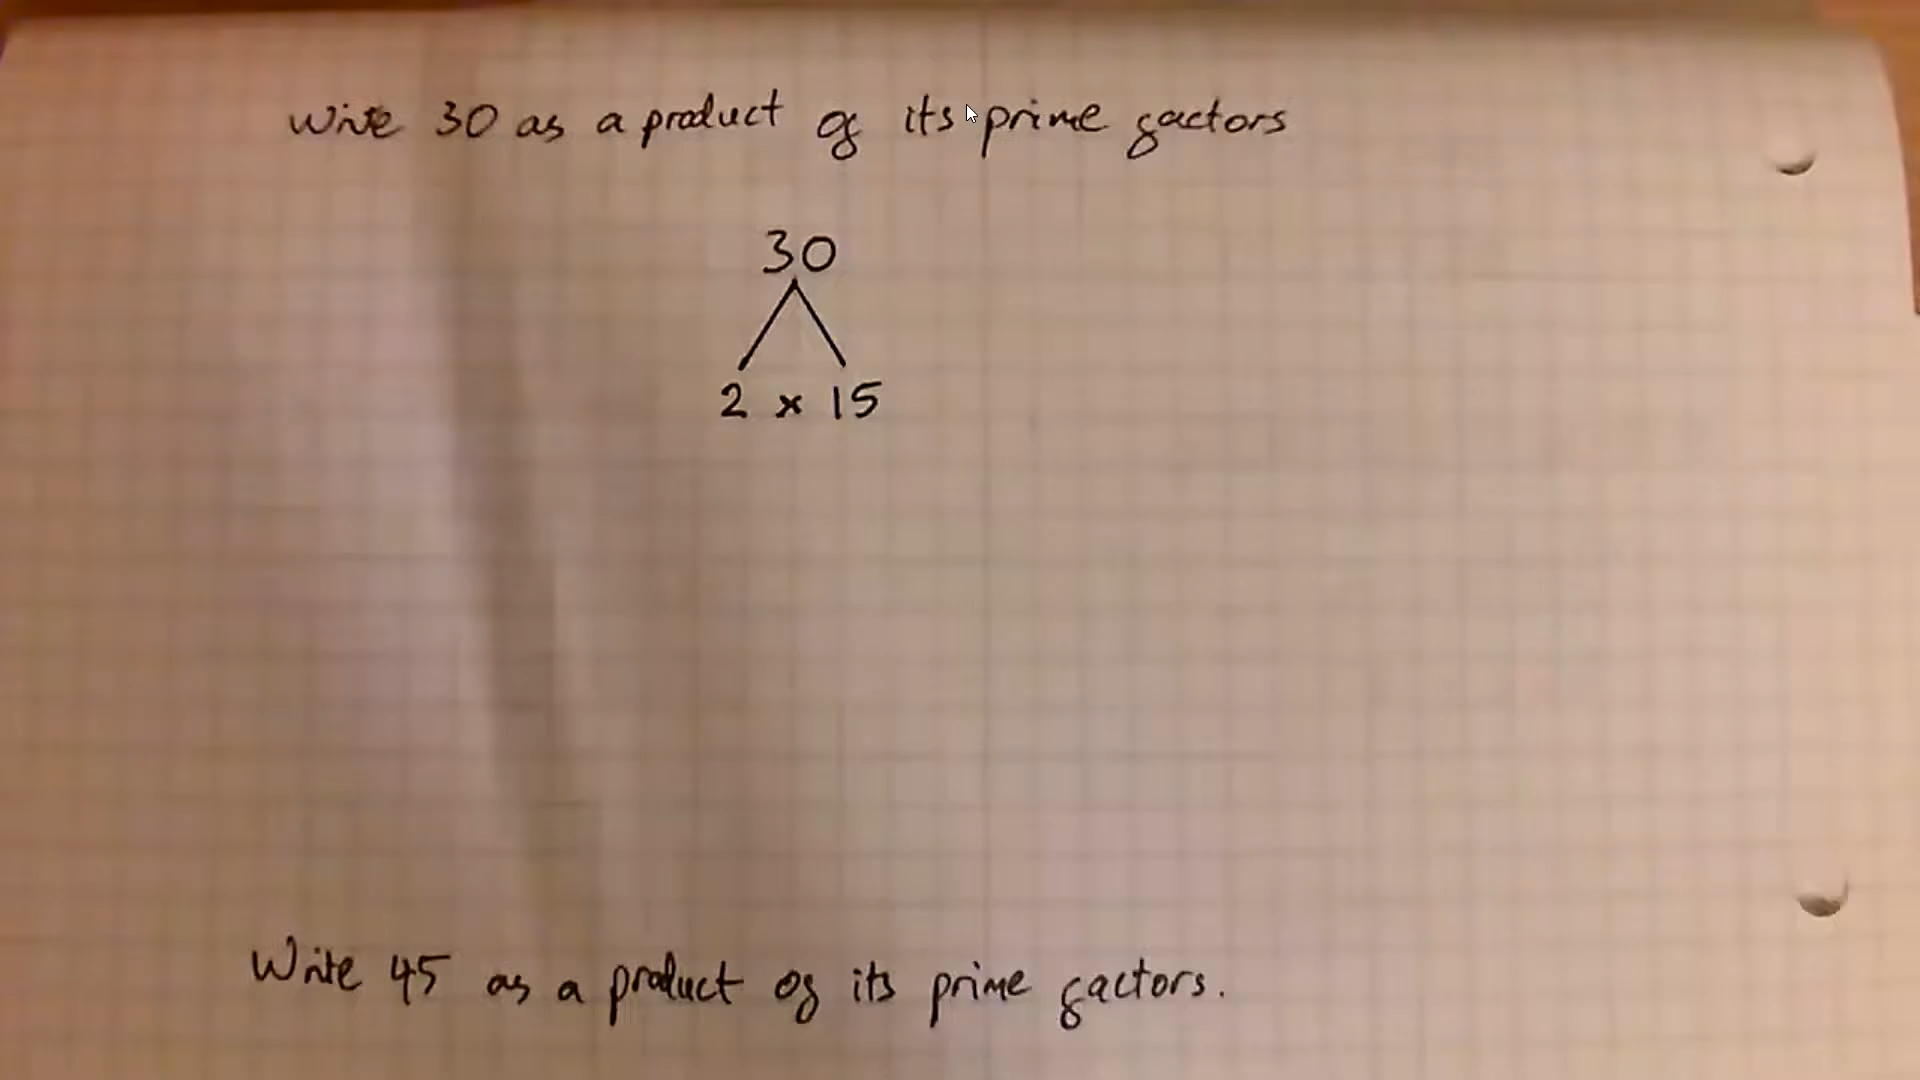 Write 30 as a product of its prime factors
30
2 x 15
Write 45 as a product of its prime factors.